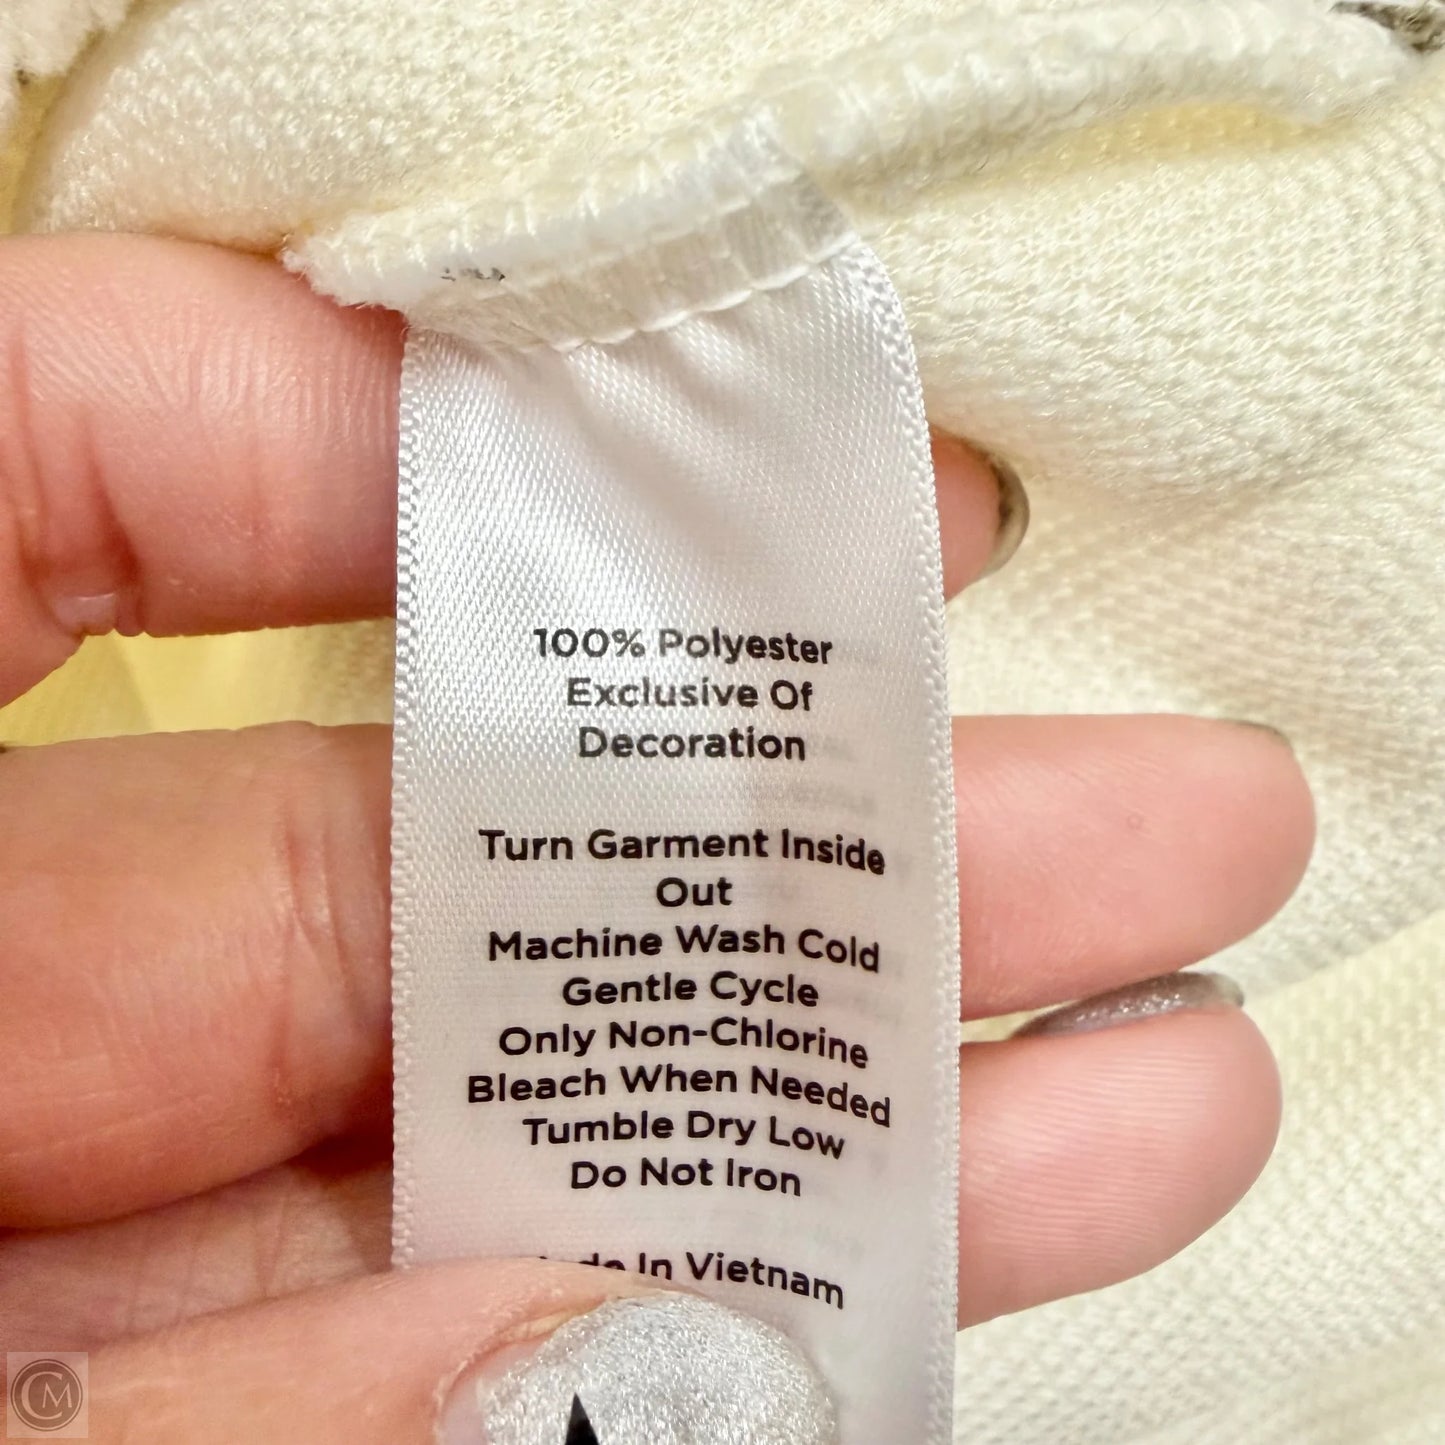 100% Polyester
Exclusive Of
Decoration
Turn Garment Inside
Out
Machine Wash Cold
Gentle Cycle
Only Non-Chlorine
Bleach When Needed
Tumble Dry Low
Do Not Iron
In Vietnam
CM